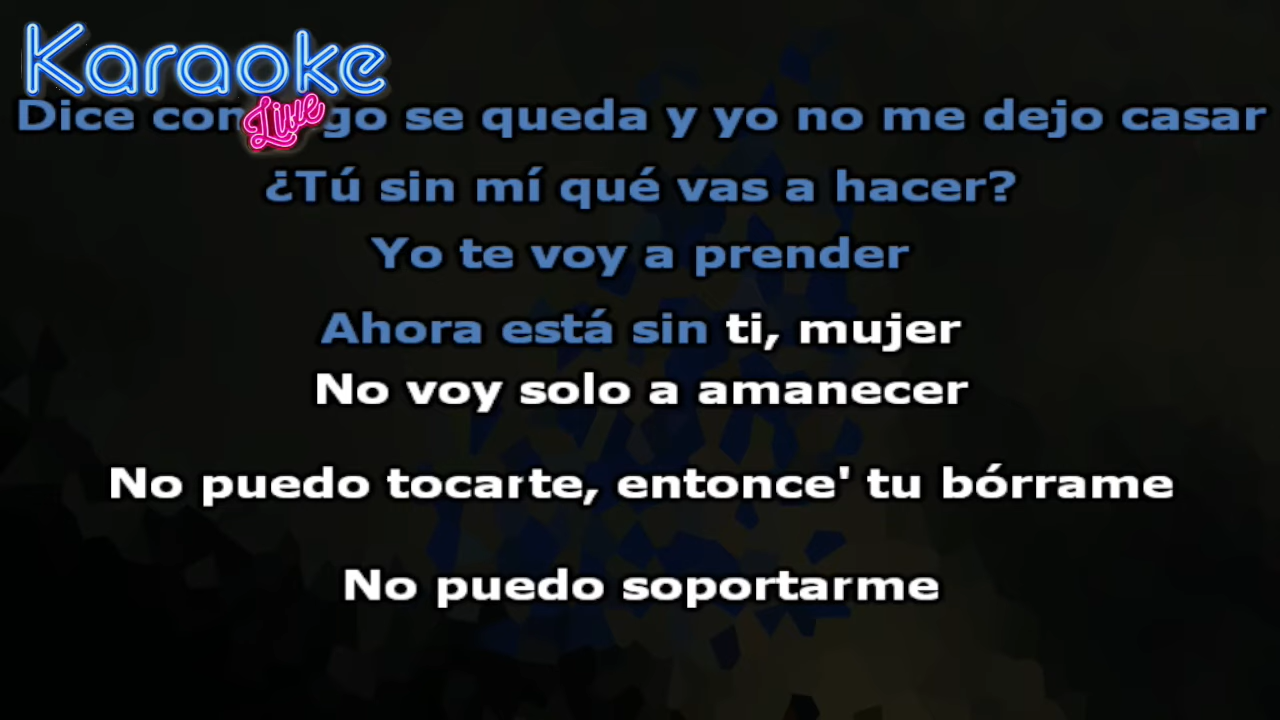 Karaoke
Live
Dice con go se queda y yo no me dejo casar
¿Tú sin mí qué vas a hacer?
Yo te voy a prender
Ahora está sin ti, mujer
No voy solo a amanecer
No puedo tocarte, entonce' tu bórrame
No puedo soportarme